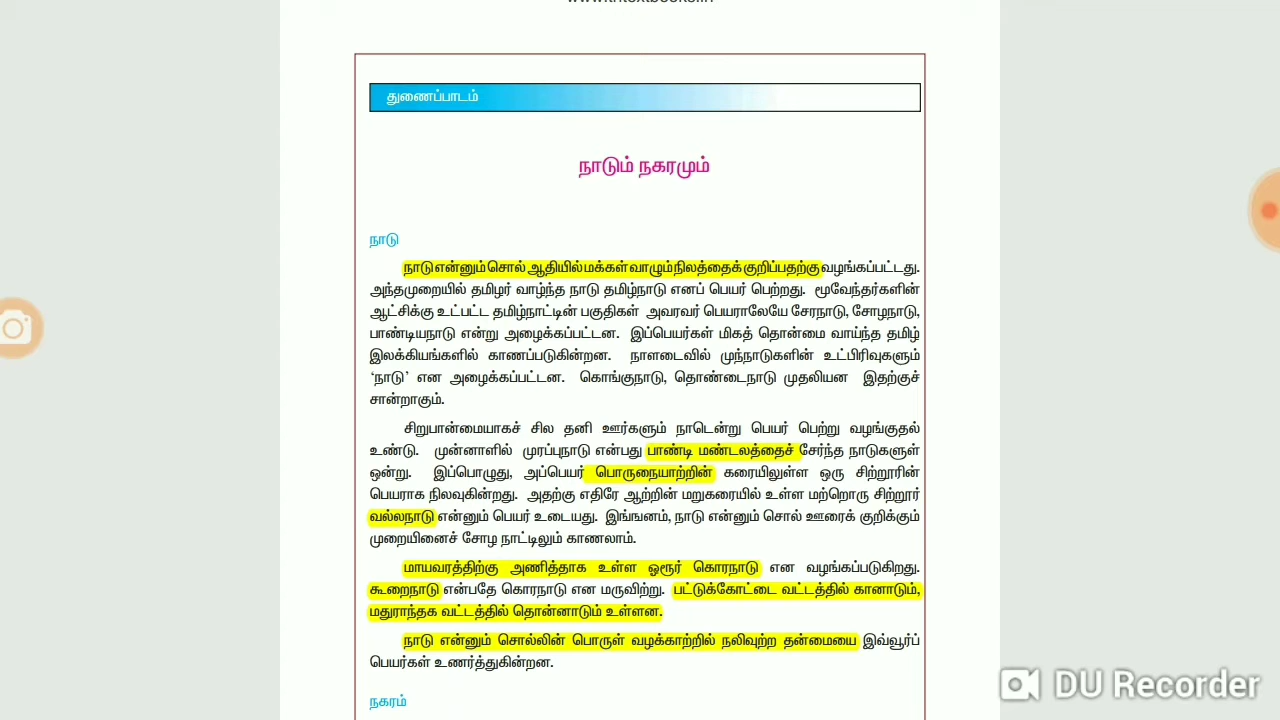 துணைப்பாடம்
நாடும் நகரமும்
நாடு
நாடு என்னும் சொல் ஆதியில் மக்கள் வாழும் நிலத்தைக் குறிப்பதற்கு வழங்கப்பட்டது.
அந்தமுறையில் தமிழர் வாழ்ந்த நாடு தமிழ்நாடு எனப் பெயர் பெற்றது. மூவேந்தர்களின்
ஆட்சிக்கு உட்பட்ட தமிழ்நாட்டின் பகுதிகள் அவரவர் பெயராலேயே சேரநாடு, சோழநாடு,
பாண்டியநாடு என்று அழைக்கப்பட்டன. இப்பெயர்கள் மிகத் தொன்மை வாய்ந்த தமிழ்
இலக்கியங்களில் காணப்படுகின்றன. நாளடைவில் முந்நாடுகளின் உட்பிரிவுகளும்
‘நாடு’ என அழைக்கப்பட்டன. கொங்குநாடு, தொண்டைநாடு முதலியன இதற்குச்
சான்றாகும்.
சிறுபான்மையாகச் சில தனி ஊர்களும் நாடென்று பெயர் பெற்று வழங்குதல்
உண்டு. முன்னாளில் முரப்புநாடு என்பது பாண்டி மண்டலத்தைச் சேர்ந்த நாடுகளுள்
ஒன்று. இப்பொழுது, அப்பெயர் பொருநையாற்றின் கரையிலுள்ள ஒரு சிற்றூரின்
பெயராக நிலவுகின்றது. அதற்கு எதிரே ஆற்றின் மறுகரையில் உள்ள மற்றொரு சிற்றூர்
வல்லநாடு என்னும் பெயர் உடையது. இங்ஙனம், நாடு என்னும் சொல் ஊரைக் குறிக்கும்
முறையினைச் சோழ நாட்டிலும் காணலாம்.
மாயவரத்திற்கு அணித்தாக உள்ள ஓரூர் கொரநாடு என வழங்கப்படுகிறது.
கூறைநாடு என்பதே கொரநாடு என மருவிற்று. பட்டுக்கோட்டை வட்டத்தில் கானாடும்,
மதுராந்தக வட்டத்தில் தொன்னாடும் உள்ளன.
நாடு என்னும் சொல்லின் பொருள் வழக்காற்றில் நலிவுற்ற தன்மையை இவ்வூர்ப்
பெயர்கள் உணர்த்துகின்றன.
DU Recorder
நகரம்